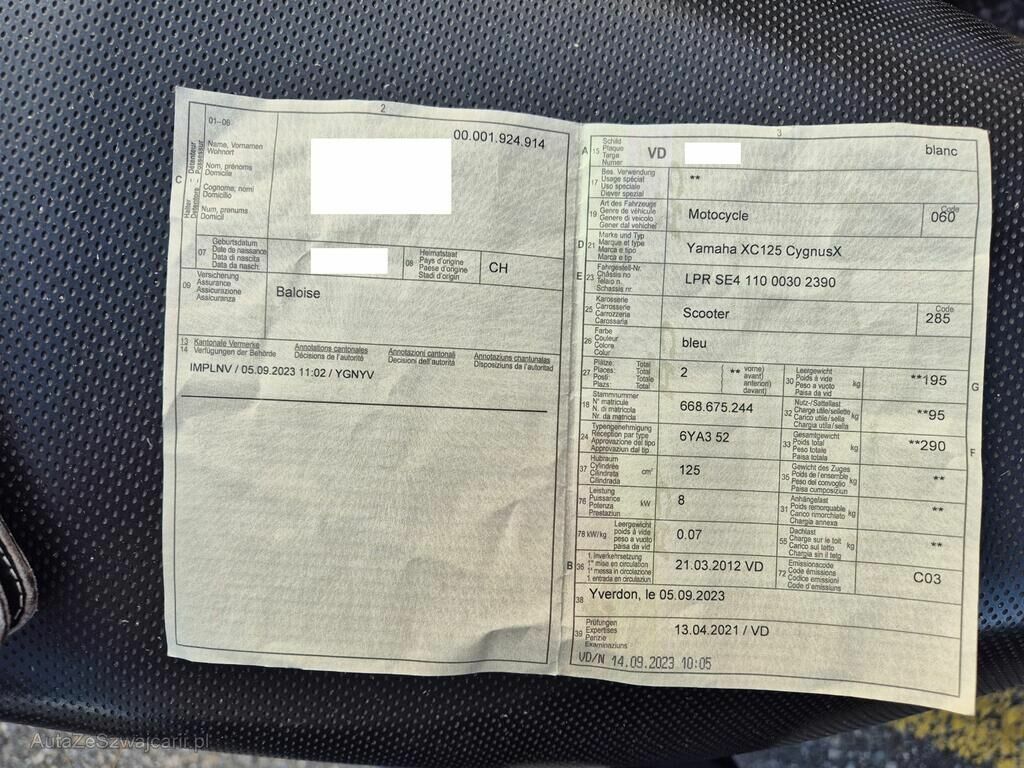 2
00.001.924.914
01-06
C
Halter - Détenteur
Detentore - Possessur
Name, Vornamen
Wohnort
Nom, prénoms
Domicile
Cognome, nomi
Domicilio
Num, prenums
Domicil
07
Geburtsdatum
Date de naissance
Data di nascita
Data da nasch.
08
Heimatstaat
Pays d'origine
Paese d'origine
Stadi d'origin
CH
09
Versicherung
Assurance
Assicurazione
Assicuranza
Baloise
13
14
Kantonale Vermerke
Verfügungen der Behörde
Annotations cantonales
Décisions de l'autorité
Annotazioni cantonali
Decisioni dell'autorità
Annotaziuns chantunalas
Disposiziuns d'autoritad
IMPLNV / 05.09.2023 11:02 / YGNYV
3
A
15
Schild
Plaque
Targa
Numer
VD
blanc
17
Bes. Verwendung
Usage spécial
Uso speciale
Diever spezial
**
19
Art des Fahrzeugs
Genre de véhicule
Genere di veicolo
Gener dal vehichel
Motocycle
Code
060
D
21
Marke und Typ
Marque et type
Marca e tipo
Marca e tip
Yamaha XC125 CygnusX
E
23
Fahrgestell-Nr.
Châssis no
Telaio n.
Schassis nr.
LPR SE4 110 0030 2390
25
Karosserie
Carrosserie
Carrozzeria
Carossaria
Scooter
Code
285
26
Farbe
Couleur
Colore
Colur
bleu
27
Plätze: Total
Places: Total
Posti: Totale
Plazs: Total
2
**
vorne)
avant)
anteriori)
davant)
30
Leergewicht
Poids à vide
Peso a vuoto
Paisa da vid
kg
**195
G
18
Stammnummer
N° matricule
N. di matricola
Nr. da matricla
668.675.244
32
Nutz-/Sattellast
Charge utile/sellette
Carico utile/sella
Chargia utila/sella
kg
**95
24
Typengenehmigung
Réception par type
Approvazione del tipo
Approvaziun dal tip
6YA3 52
33
Gesamtgewicht
Poids total
Peso totale
Paisa totala
kg
**290
F
37
Hubraum
Cylindrée
Cilindrata
Cilindrada
cm³
125
35
Gewicht des Zuges
Poids de l'ensemble
Peso del convoglio
Paisa cumposiziun
kg
**
76
Leistung
Puissance
Potenza
Prestaziun
kW
8
31
Anhängelast
Poids remorquable
Carico rimorchiato
Chargia annexa
kg
**
78 kW/kg
Leergewicht
poids à vide
peso a vuoto
paisa da vid
0.07
55
Dachlast
Charge sur le toit
Carico sul tetto
Chargia sin il tetg
kg
**
B
36
1. Inverkehrsetzung
1re mise en circulation
1a messa in circolazione
1 entrada en circulaziun
21.03.2012 VD
72
Emissionscode
Code émissions
Codice emissioni
Code d'emissiuns
C03
38
Yverdon, le 05.09.2023
39
Prüfungen
Expertises
Perizie
Examinaziuns
13.04.2021 / VD
VD/N 14.09.2023 10:05
AutaZeSzwajcarii.pl